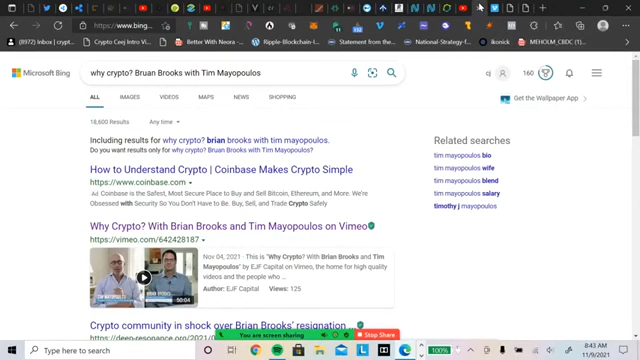 https://www.bing...
(8972) Inbox | crypt...
Crypto Ceej Intro Vi...
Better With Neora -...
Ripple-Blockchain t...
Statement from the...
National-Strategy-f...
ikonick
MEHOLM_CBDC(...
Microsoft Bing
why crypto? Bruan Brooks with Tim Mayopoulos
cj
160
ALL
IMAGES
VIDEOS
MAPS
NEWS
SHOPPING
Get the Wallpaper App
18,600 Results
Any time
Including results for why crypto? brian brooks with tim mayopoulos.
Do you want results only for why crypto? Bruan Brooks with Tim Mayopoulos?
Related searches
tim mayopoulos bio
tim mayopoulos wife
tim mayopoulos blend
tim mayopoulos salary
timothy j mayopoulos
How to Understand Crypto | Coinbase Makes Crypto Simple
https://www.coinbase.com
Ad Coinbase is the Safest, Most Secure Place to Buy and Sell Bitcoin, Ethereum, and More. We're
Obsessed with Security So You Don't Have to Be. Buy, Sell, and Trade Crypto Safely
Why Crypto? With Brian Brooks and Tim Mayopoulos on Vimeo
https://vimeo.com/642428187
Nov 04, 2021 · This is "Why Crypto? With Brian Brooks and Tim
Mayopoulos" by EJF Capital on Vimeo, the home for high quality
videos and the people who ...
Author: EJF Capital
Views: 125
50:04
Crypto community in shock over Brian Brooks' resignation ...
https://deep-resonance.org/2021/0
You are screen sharing
Stop Share
Type here to search
100%
8:43 AM
11/9/2021